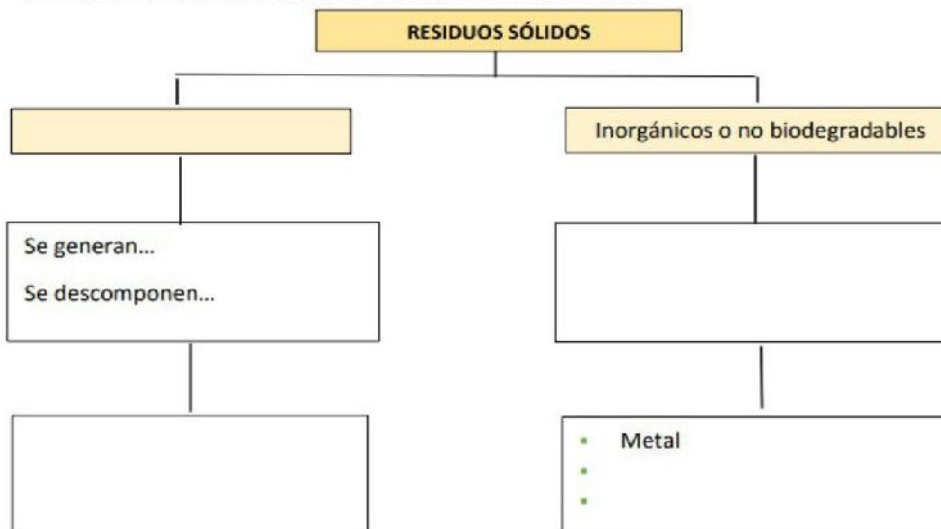 RESIDUOS SÓLIDOS
Inorgánicos o no biodegradables
Se generan...
Se descomponen...
Metal